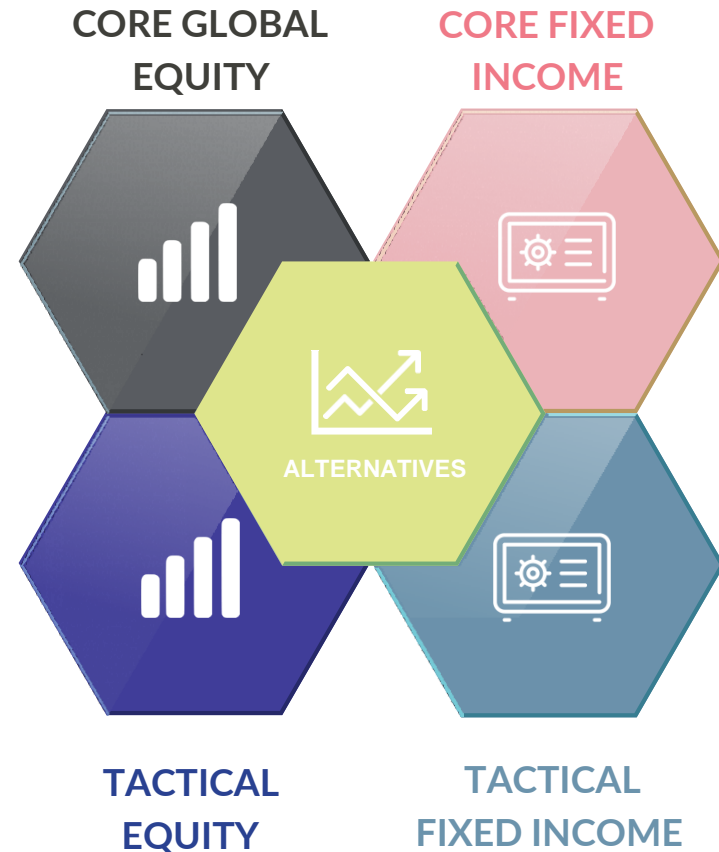 CORE GLOBAL
EQUITY
CORE FIXED
INCOME
ALTERNATIVES
TACTICAL
EQUITY
TACTICAL
FIXED INCOME